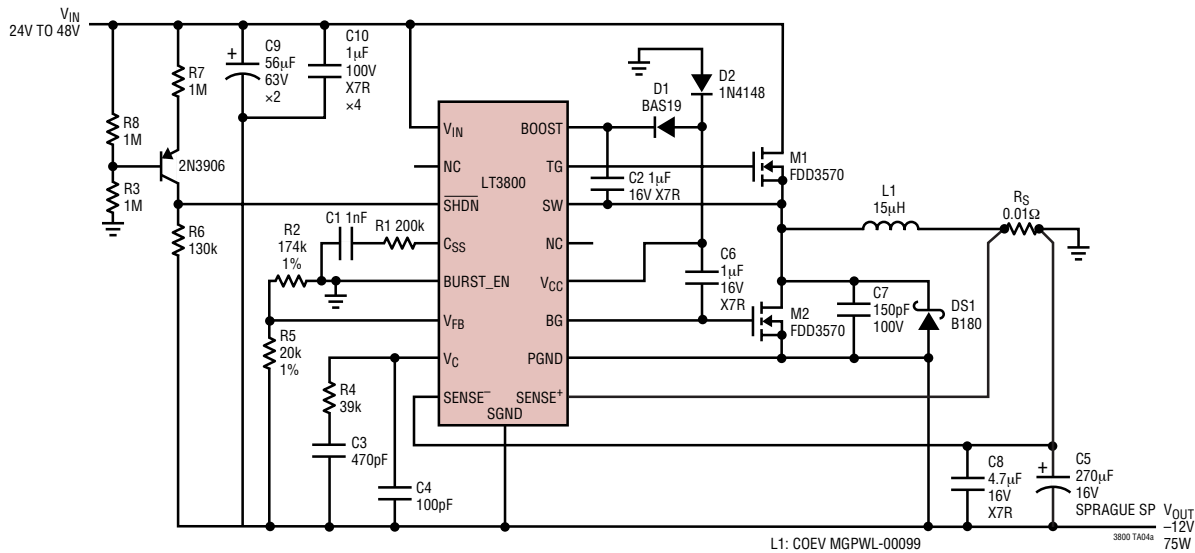 VIN
24V TO 48V
R8
1M
R3
1M
R7
1M
2N3906
R6
130k
C9
56µF
63V
×2
+
C10
1µF
100V
X7R
×4
R2
174k
1%
C1 1nF
R1 200k
R5
20k
1%
R4
39k
C3
470pF
C4
100pF
LT3800
VIN
NC
SHDN
CSS
BURST_EN
VFB
VC
SENSE–
SGND
BOOST
TG
SW
NC
VCC
BG
PGND
SENSE+
D1
BAS19
D2
1N4148
C2 1µF
16V X7R
C6
1µF
16V
X7R
M1
FDD3570
M2
FDD3570
L1
15µH
RS
0.01Ω
C7
150pF
100V
DS1
B180
C8
4.7µF
16V
X7R
+
C5
270µF
16V
SPRAGUE SP
VOUT
–12V
75W
3800 TA04a
L1: COEV MGPWL-00099